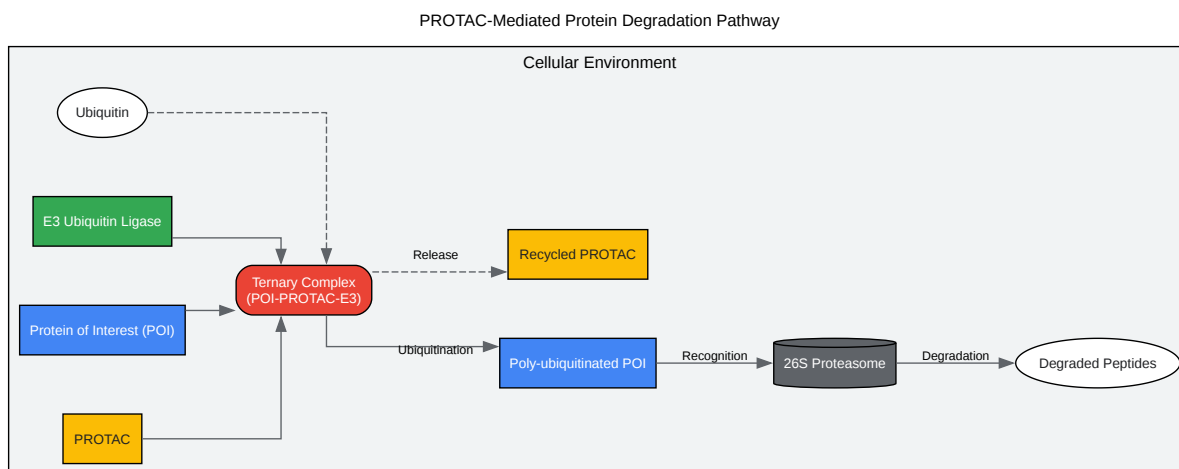 PROTAC-Mediated Protein Degradation Pathway
Cellular Environment
Ubiquitin
E3 Ubiquitin Ligase
Release
Recycled PROTAC
Ternary Complex
(POI-PROTAC-E3)
Protein of Interest (POI)
Ubiquitination
Poly-ubiquitinated POI
Recognition
26S Proteasome
Degradation
Degraded Peptides
PROTAC